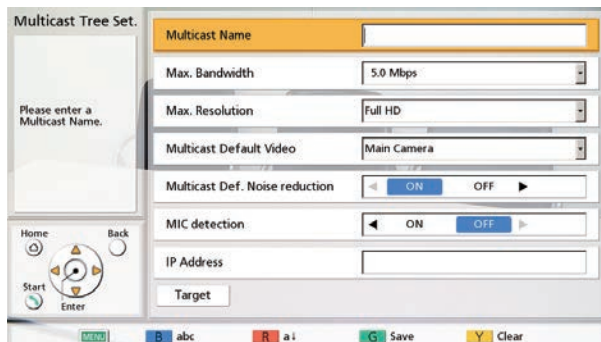 Multicast Tree Set.
Please enter a
Multicast Name.
Multicast Name
Max. Bandwidth 5.0 Mbps
Max. Resolution Full HD
Multicast Default Video Main Camera
Multicast Def. Noise reduction ON OFF
MIC detection ON OFF
IP Address
Target
Home Back
Start
Enter
MENU B abc R a↓ G Save Y Clear